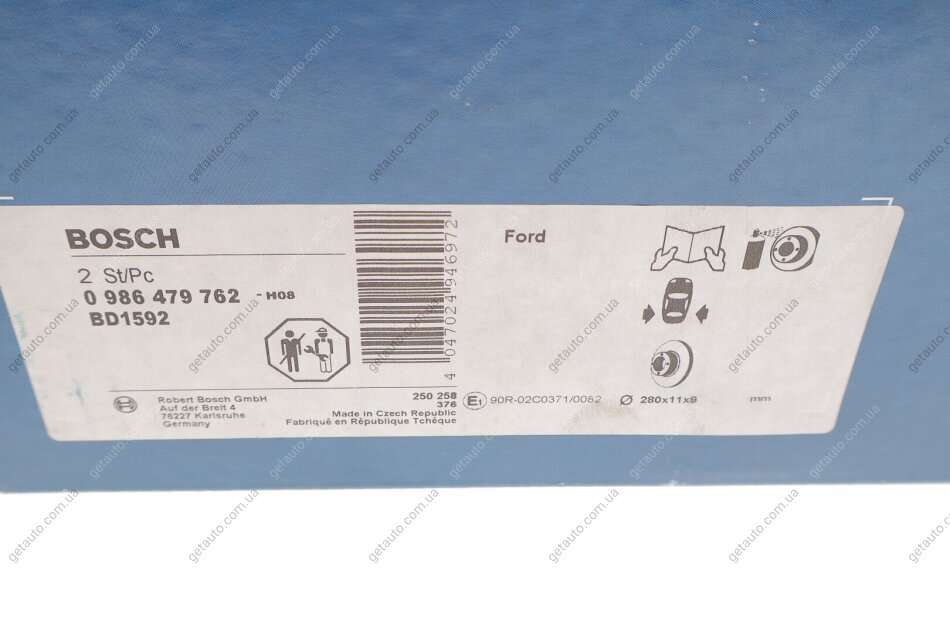 BOSCH
2 St/Pc
0 986 479 762 - H08
BD1592
4 047024 946972
Ford
Robert Bosch GmbH
Auf der Breit 4
76227 Karlsruhe
Germany
250 258
376
Made in Czech Republic
Fabriqué en République Tchéque
E1 90R-02C0371/0082
Ø 280x11x9 mm
getauto.com.ua